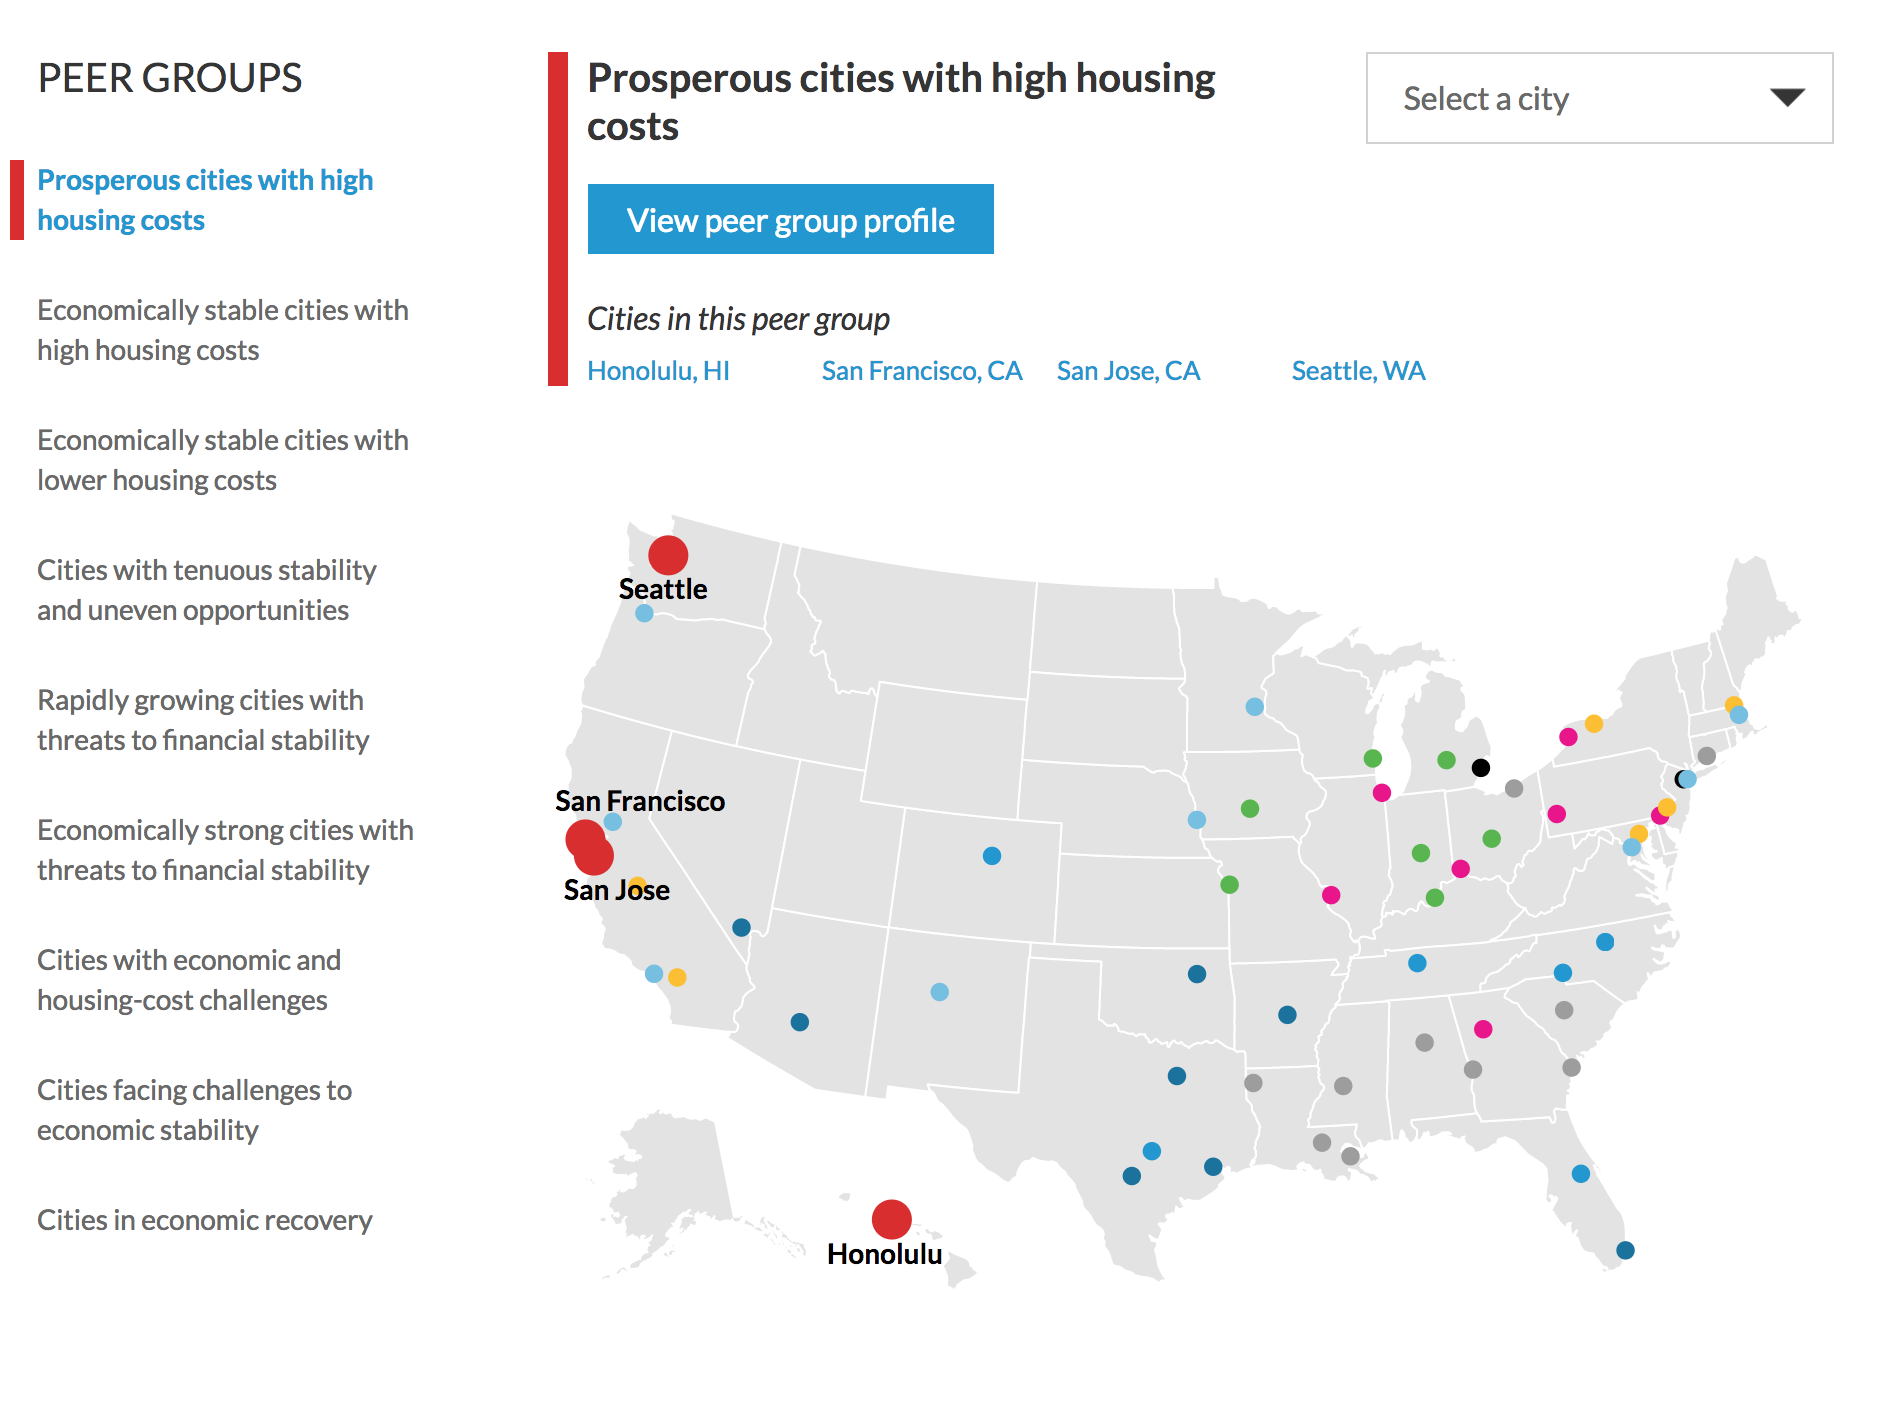 PEER GROUPS
Prosperous cities with high
housing costs
Economically stable cities with
high housing costs
Economically stable cities with
lower housing costs
Cities with tenuous stability
and uneven opportunities
Rapidly growing cities with
threats to financial stability
Economically strong cities with
threats to financial stability
Cities with economic and
housing-cost challenges
Cities facing challenges to
economic stability
Cities in economic recovery
Prosperous cities with high housing
costs
Select a city
View peer group profile
Cities in this peer group
Honolulu, HI San Francisco, CA San Jose, CA Seattle, WA
Seattle
San Francisco
San Jose
Honolulu